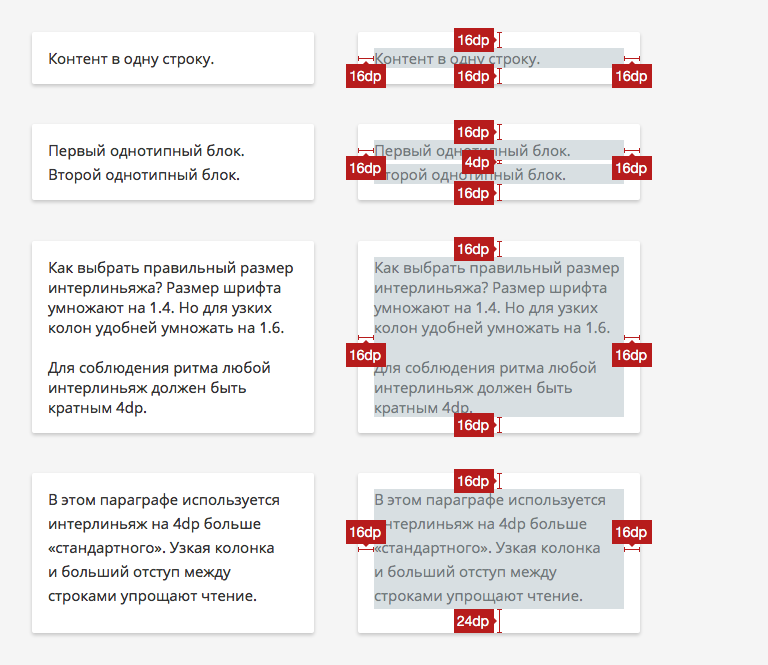 Контент в одну строку.
16dp
Контент в одну строку.
16dp
16dp
16dp
Первый однотипный блок.
Второй однотипный блок.
16dp
Первый однотипный блок.
4dp
16dp
16dp
Второй однотипный блок.
16dp
Как выбрать правильный размер
интерлиньяжа? Размер шрифта
умножают на 1.4. Но для узких
колон удобней умножать на 1.6.
Для соблюдения ритма любой
интерлиньяж должен быть
кратным 4dp.
16dp
Как выбрать правильный размер
интерлиньяжа? Размер шрифта
умножают на 1.4. Но для узких
колон удобней умножать на 1.6.
16dp
16dp
Для соблюдения ритма любой
интерлиньяж должен быть
кратным 4dp.
16dp
В этом параграфе используется
интерлиньяж на 4dp больше
«стандартного». Узкая колонка
и больший отступ между
строками упрощают чтение.
16dp
В этом параграфе используется
интерлиньяж на 4dp больше
16dp
16dp
«стандартного». Узкая колонка
и больший отступ между
строками упрощают чтение.
24dp